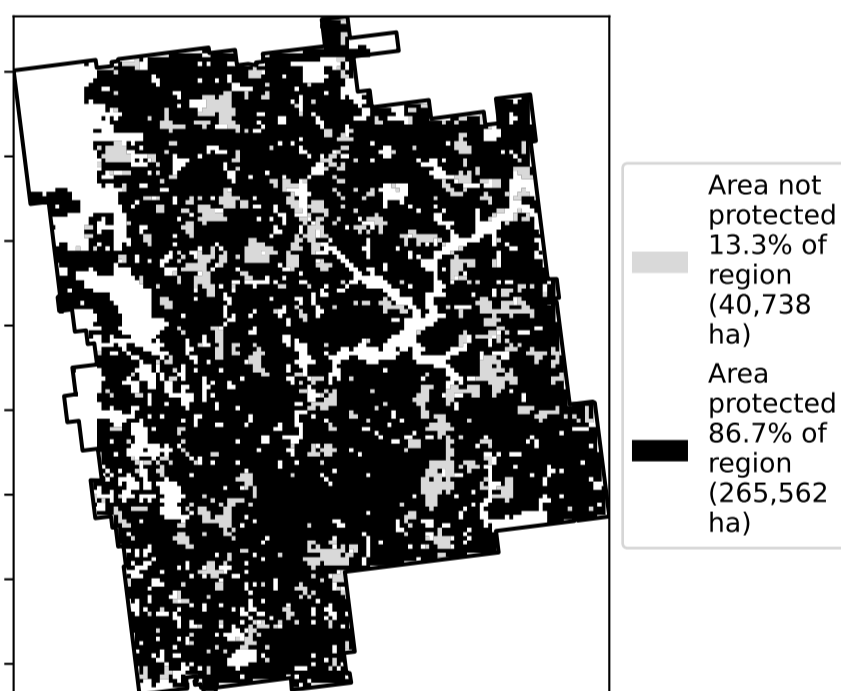 Area not
protected
13.3% of
region
(40,738
ha)
Area
protected
86.7% of
region
(265,562
ha)